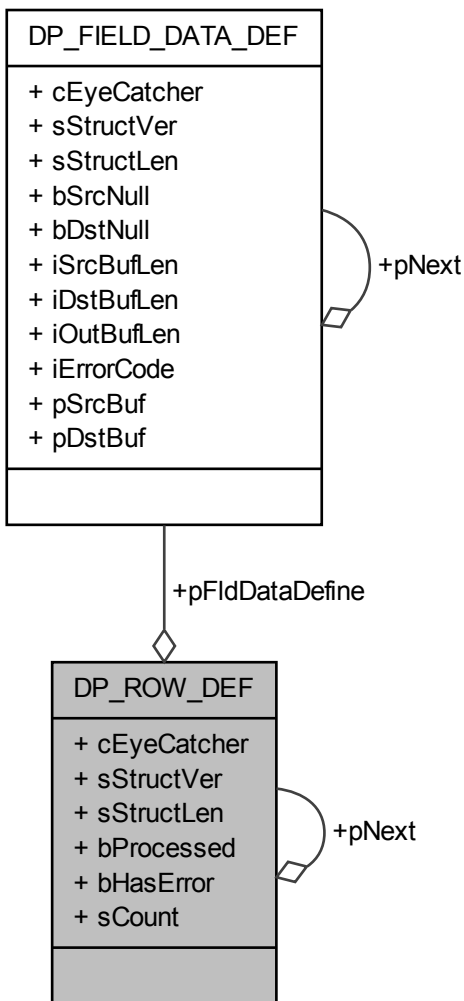 DP_FIELD_DATA_DEF
+ cEyeCatcher
+ sStructVer
+ sStructLen
+ bSrcNull
+ bDstNull
+ iSrcBufLen
+ iDstBufLen
+ iOutBufLen
+ iErrorCode
+ pSrcBuf
+ pDstBuf
+pNext
+pFldDataDefine
DP_ROW_DEF
+ cEyeCatcher
+ sStructVer
+ sStructLen
+ bProcessed
+ bHasError
+ sCount
+pNext